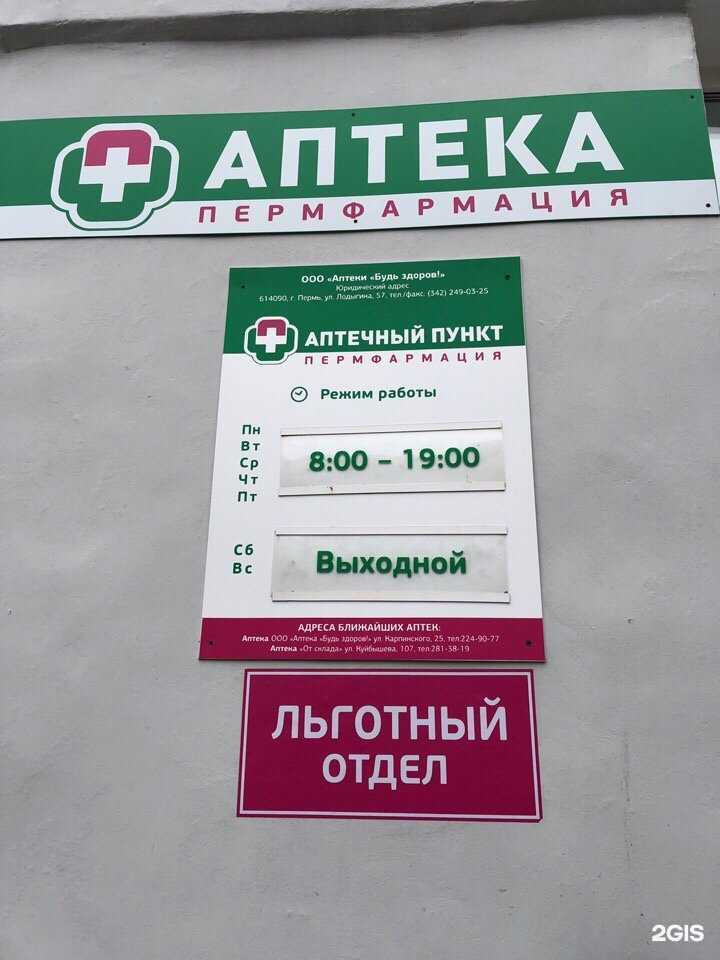 АПТЕКА
ПЕРМФАРМАЦИЯ
ООО «Аптеки «Будь здоров!»
Юридический адрес
614090, г. Пермь, ул. Лодыгина, 57, тел./факс: (342) 249-03-25
АПТЕЧНЫЙ ПУНКТ
ПЕРМФАРМАЦИЯ
Режим работы
Пн
Вт
Ср
Чт
Пт
8:00 – 19:00
Сб
Вс
Выходной
АДРЕСА БЛИЖАЙШИХ АПТЕК:
Аптека ООО «Аптека «Будь здоров!» ул. Карпинского, 25, тел:224-90-77
Аптека «От склада» ул. Куйбышева, 107, тел:281-38-19
ЛЬГОТНЫЙ
ОТДЕЛ
2GIS